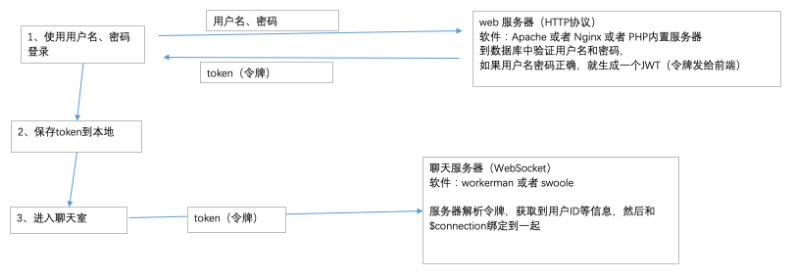 用户名、密码
1、使用用户名、密码
登录
web 服务器（HTTP协议）
软件：Apache 或者 Nginx 或者 PHP内置服务器
到数据库中验证用户名和密码，
如果用户名密码正确，就生成一个JWT（令牌发给前端）
token（令牌）
2、保存token到本地
聊天服务器（WebSocket）
软件：workerman 或者 swoole
服务器解析令牌，获取到用户ID等信息，然后和
$connection绑定到一起
3、进入聊天室
token（令牌）